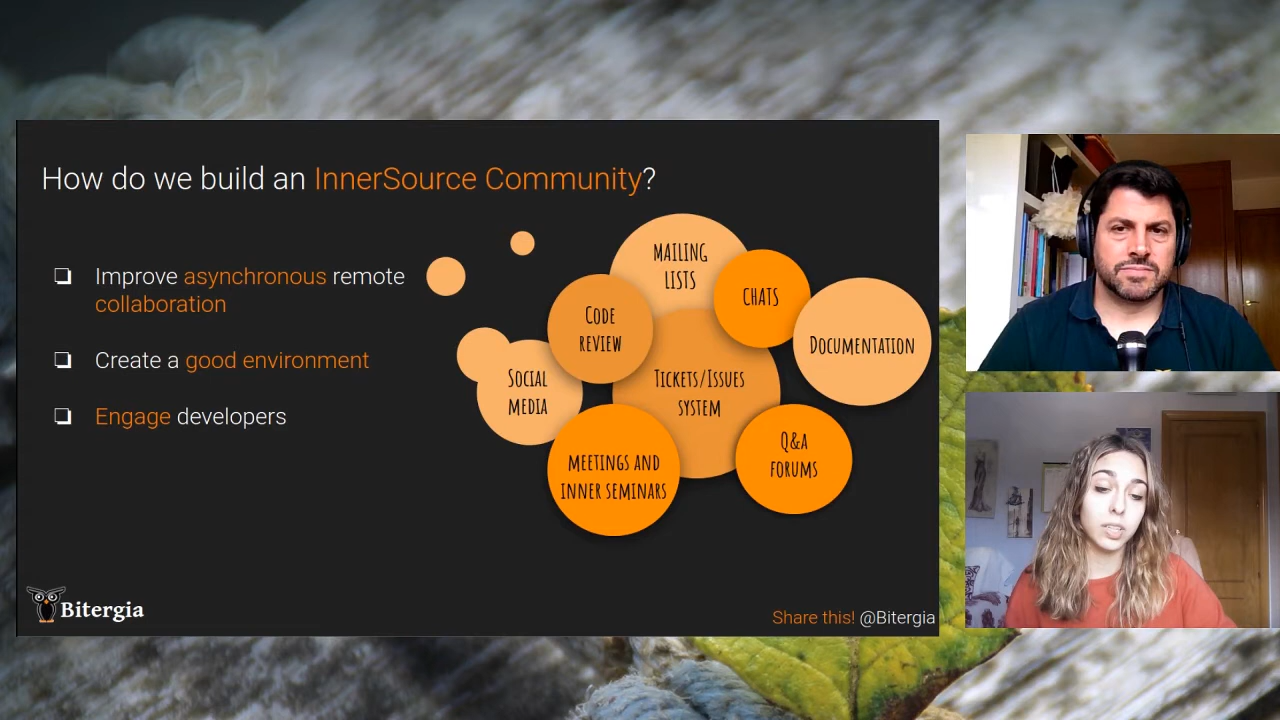 How do we build an InnerSource Community?
Improve asynchronous remote
collaboration
Create a good environment
Engage developers
MAILING
LISTS
CHATS
CODE
REVIEW
DOCUMENTATION
TICKETS/ISSUES
SYSTEM
SOCIAL
MEDIA
Q&A
FORUMS
MEETINGS AND
INNER SEMINARS
Bitergia
Share this! @Bitergia